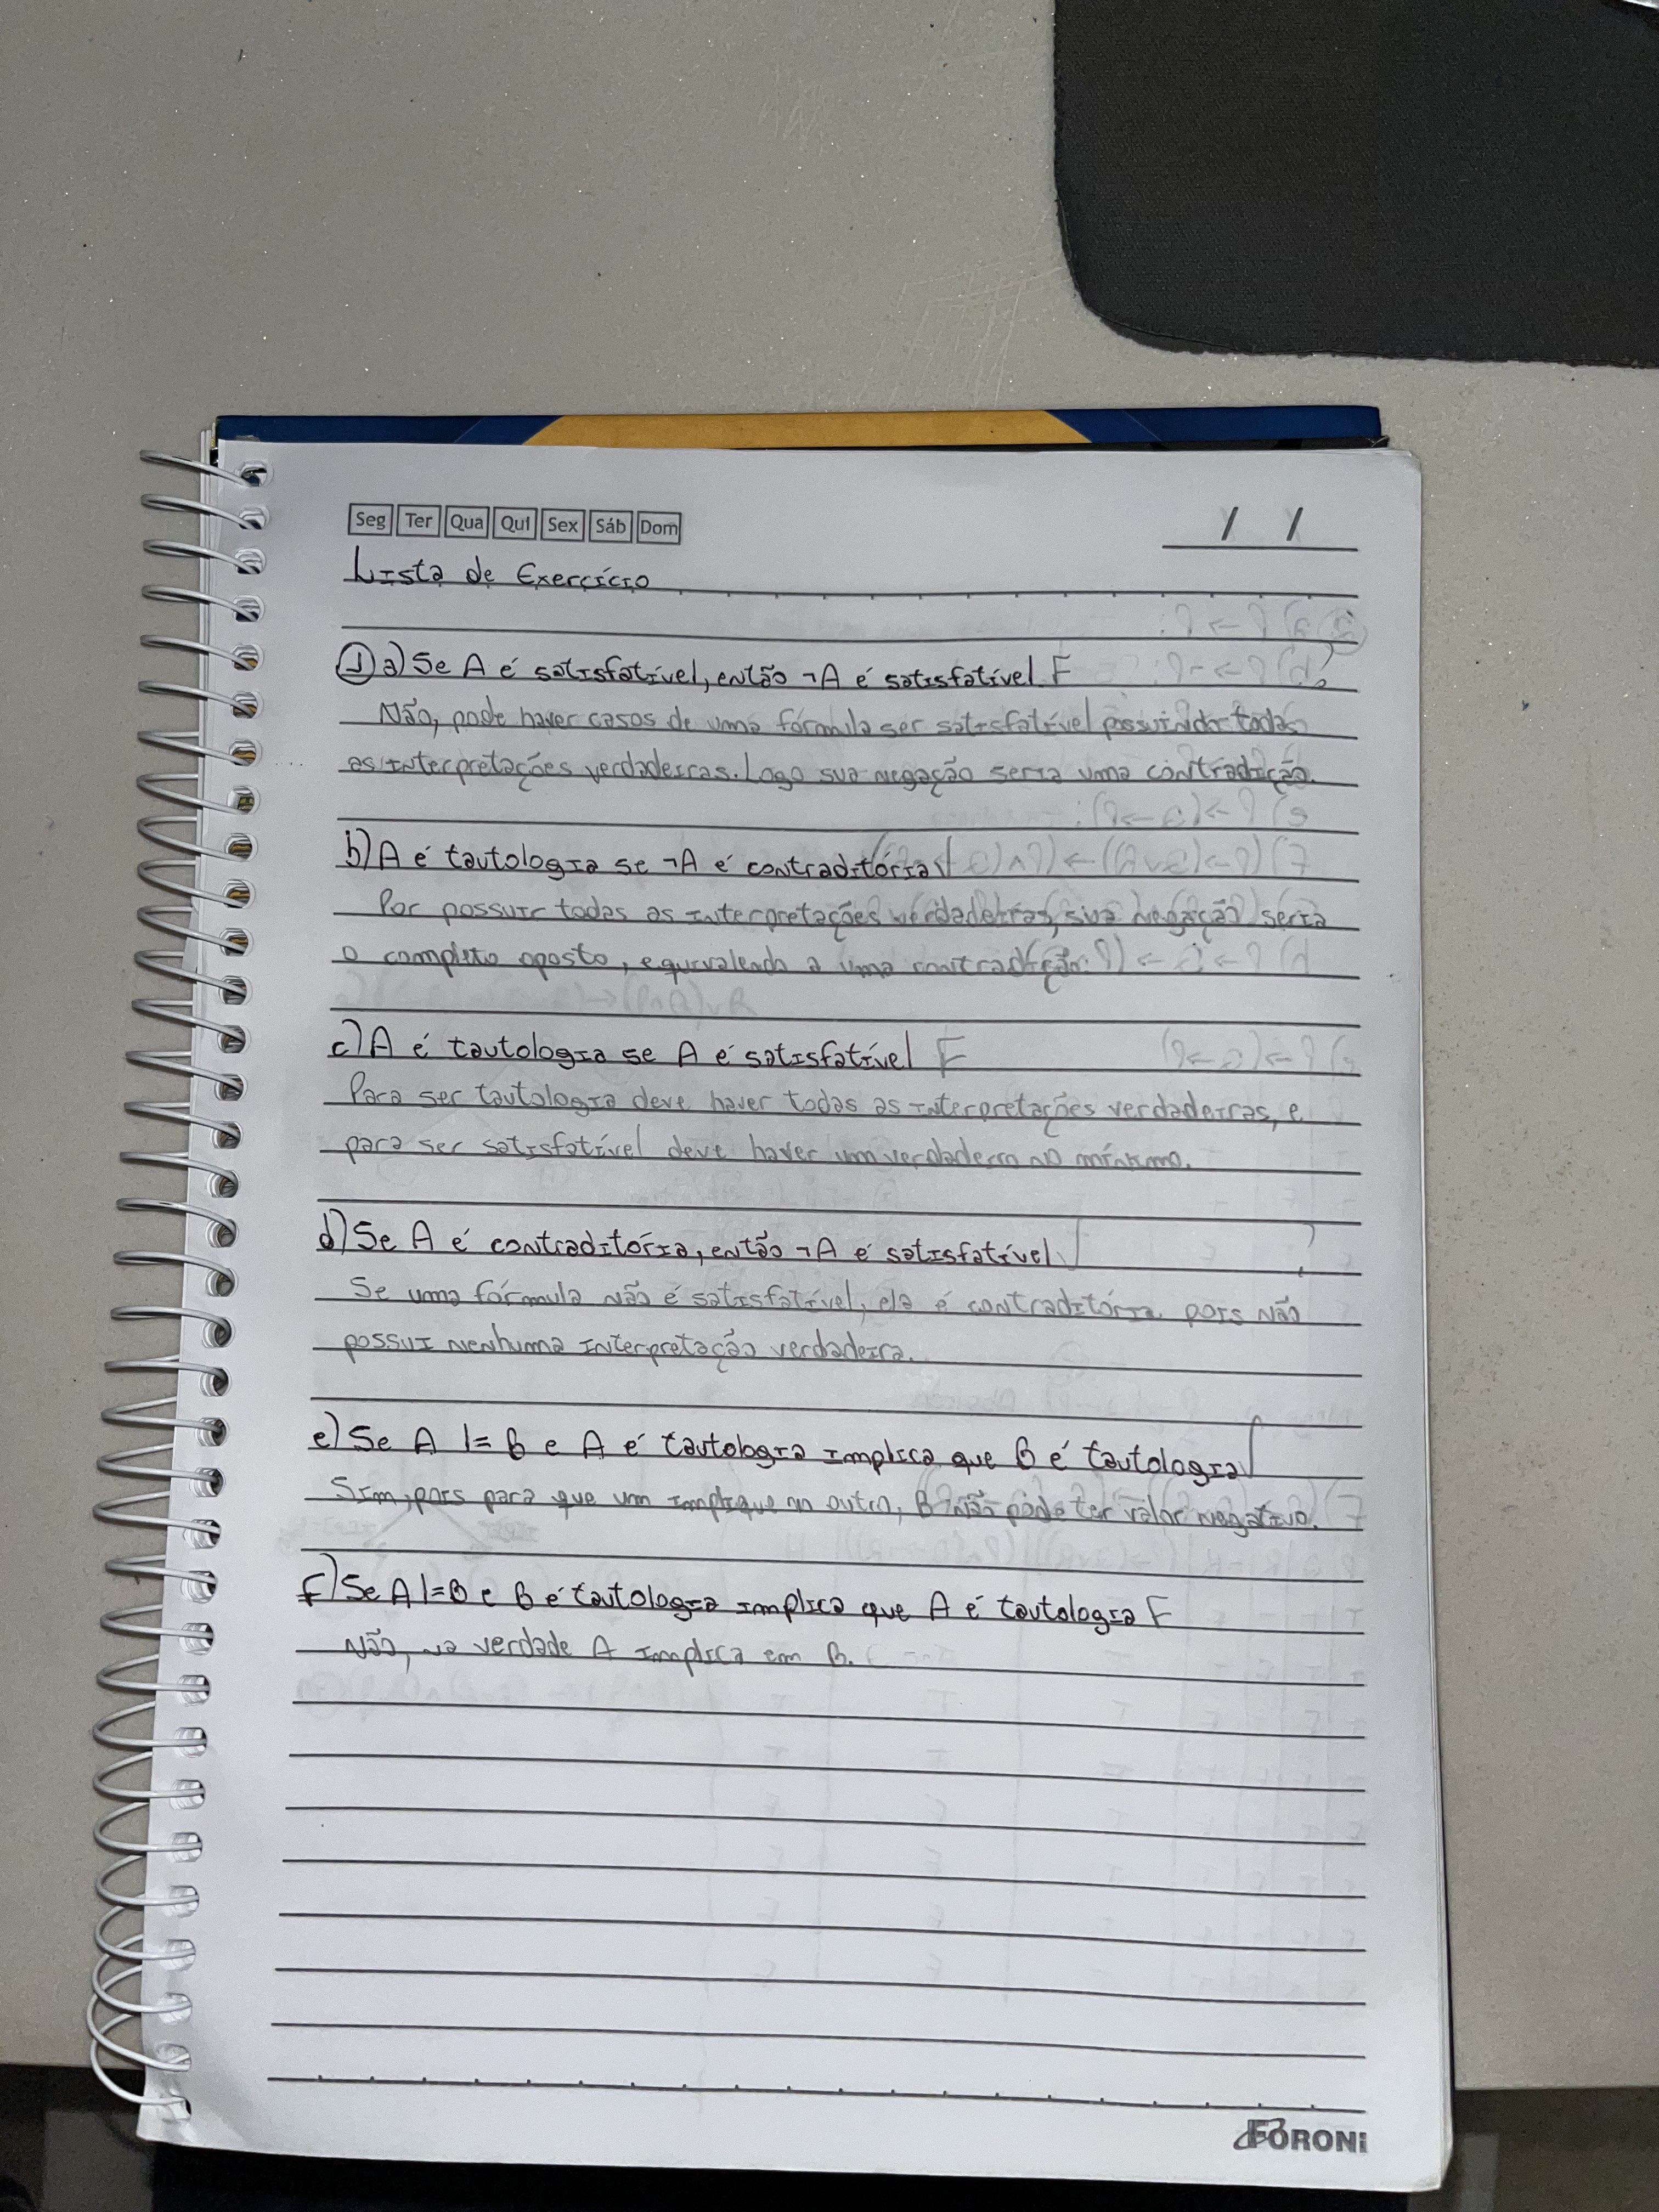 Seg Ter Qua Qui Sex Sáb Dom
/ /
Lista de Exercício
1 a) Se A é satisfatível, então ¬A é satisfatível. F
Não, pode haver casos de uma fórmula ser satisfatível possuindo todas
as interpretações verdadeiras. Logo sua negação seria uma contradição.
b) A é tautologia se ¬A é contraditória
Por possuir todas as interpretações verdadeiras, sua negação seria
o completo oposto, equivalendo a uma contradição.
c) A é tautologia se A é satisfatível F
Para ser tautologia deve haver todas as interpretações verdadeiras, e
para ser satisfatível deve haver um verdadeiro no mínimo.
d) Se A é contraditória, então ¬A é satisfatível.
Se uma fórmula não é satisfatível, ela é contraditória. pois não
possui nenhuma interpretação verdadeira.
e) Se A |= B e A é tautologia implica que B é tautologia
Sim, pois para que um implique no outro, B não pode ter valor negativo.
f) Se A |= B e B é tautologia implica que A é tautologia F
Não, na verdade A implica em B.
FORONI